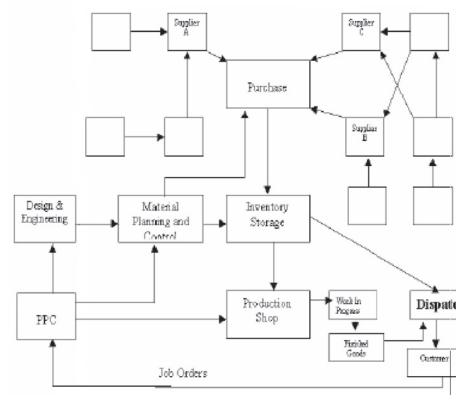 Supplier
A
Supplier
C
Purchase
Supplier
B
Design &
Engineering
Material
Planning and
Control
Inventory
Storage
PPC
Production
Shop
Work In
Progress
Finished
Goods
Dispatc
Customer
Job Orders